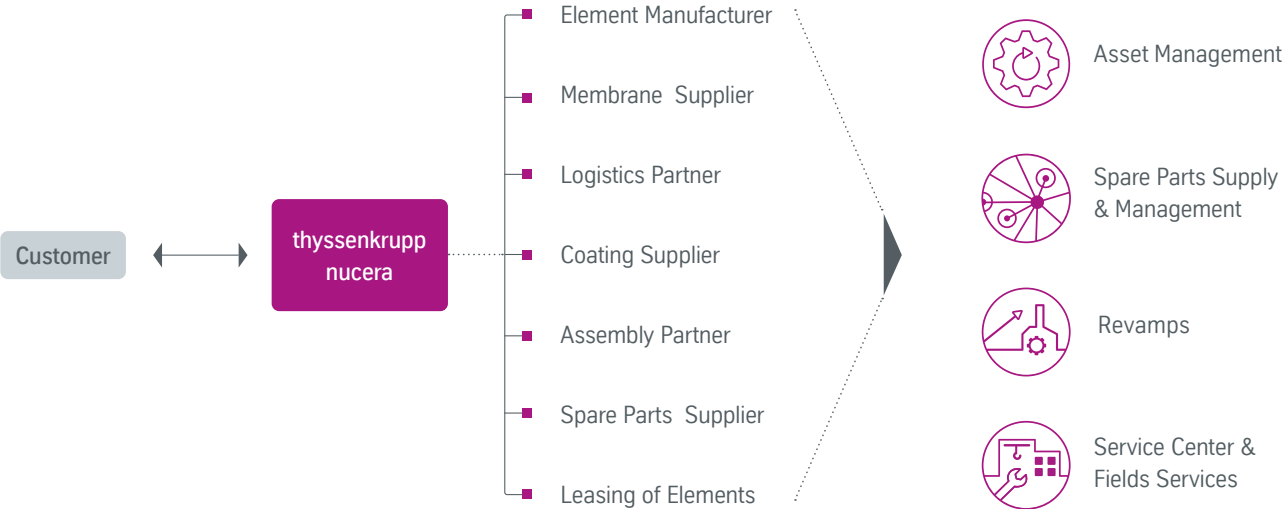 Customer
thyssenkrupp
nucera
Element Manufacturer
Membrane Supplier
Logistics Partner
Coating Supplier
Assembly Partner
Spare Parts Supplier
Leasing of Elements
Asset Management
Spare Parts Supply
& Management
Revamps
Service Center &
Fields Services